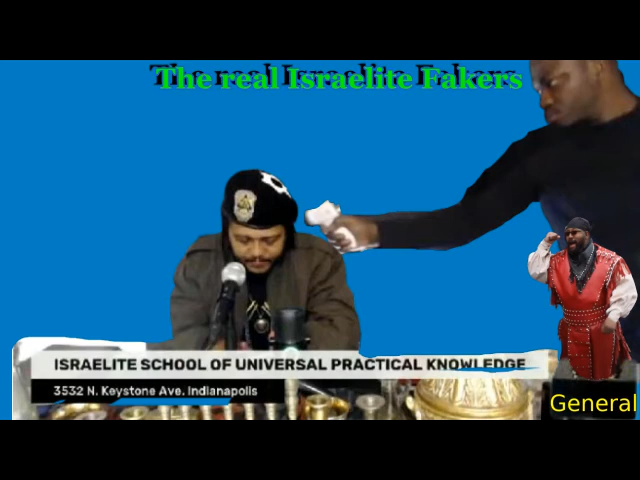 The real Israelite Fakers
ISRAELITE SCHOOL OF UNIVERSAL PRACTICAL KNOWLEDGE
3532 N. Keystone Ave. Indianapolis
General